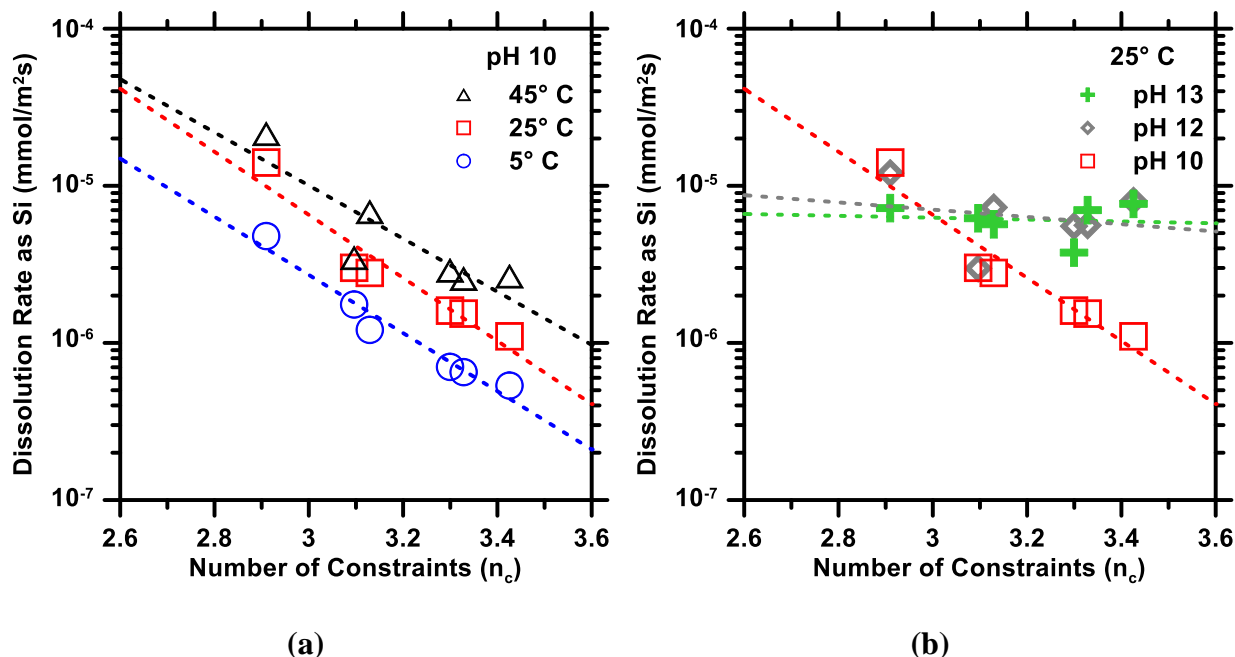 10⁻⁴
10⁻⁵
10⁻⁶
10⁻⁷
Dissolution Rate as Si (mmol/m²s)
pH 10
45° C
25° C
5° C
2.6 2.8 3 3.2 3.4 3.6
Number of Constraints (n_c)
(a)
10⁻⁴
10⁻⁵
10⁻⁶
10⁻⁷
Dissolution Rate as Si (mmol/m²s)
25° C
pH 13
pH 12
pH 10
2.6 2.8 3 3.2 3.4 3.6
Number of Constraints (n_c)
(b)